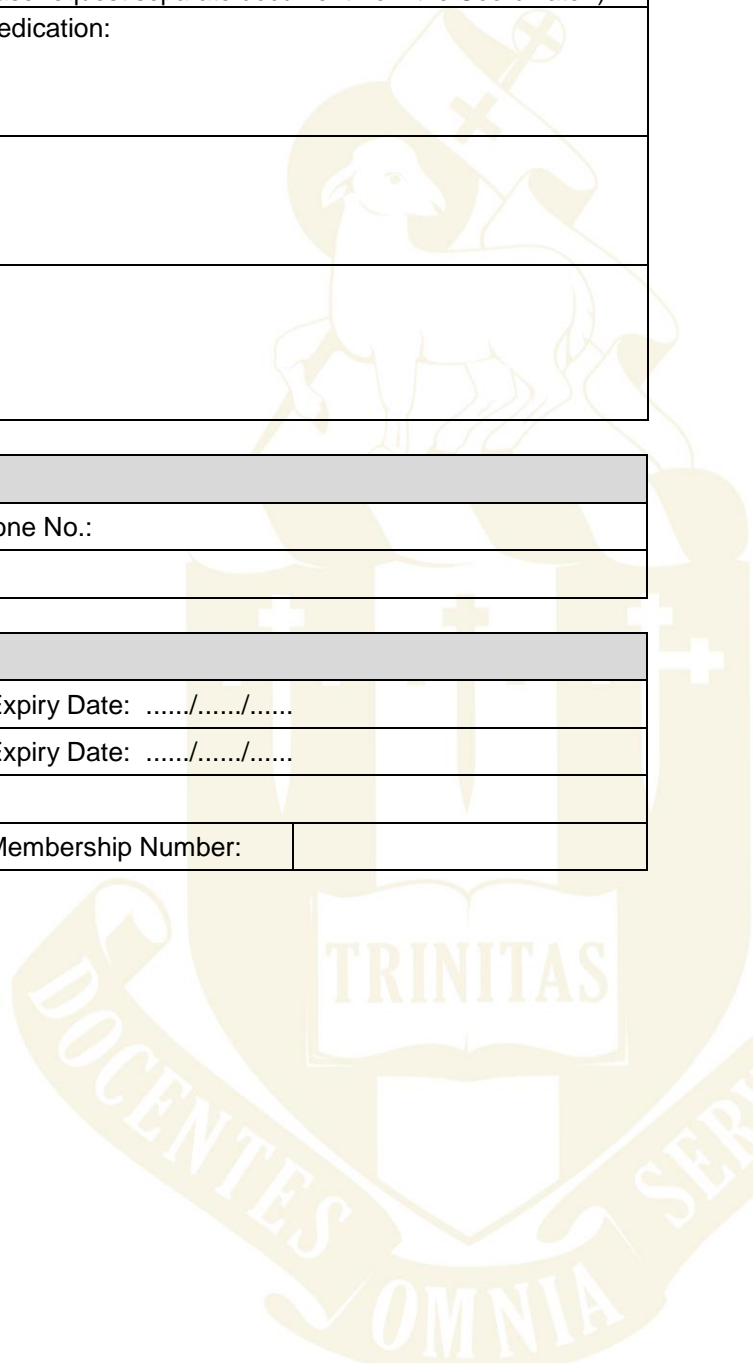 edication:
one No.:
Expiry Date: ....../....../......
Expiry Date: ....../....../......
Membership Number:
TRINITAS
DOCENTES
OMNIA